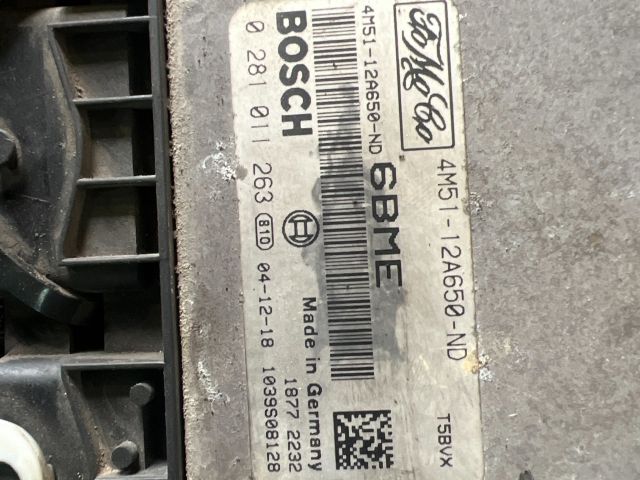 FoMoCo 4M51-12A650-ND T5BVX
4M51-12A650-ND 6BME
BOSCH Made in Germany
1877 2232
0 281 011 263 81D 04-12-18 1039S08128